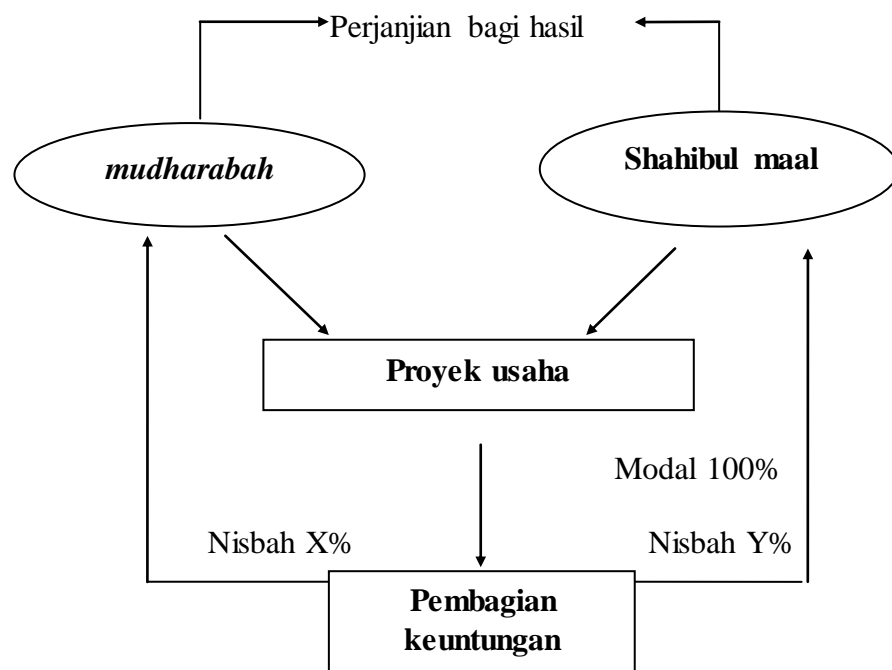 Perjanjian bagi hasil
mudharabah
Shahibul maal
Proyek usaha
Modal 100%
Nisbah X%
Nisbah Y%
Pembagian
keuntungan